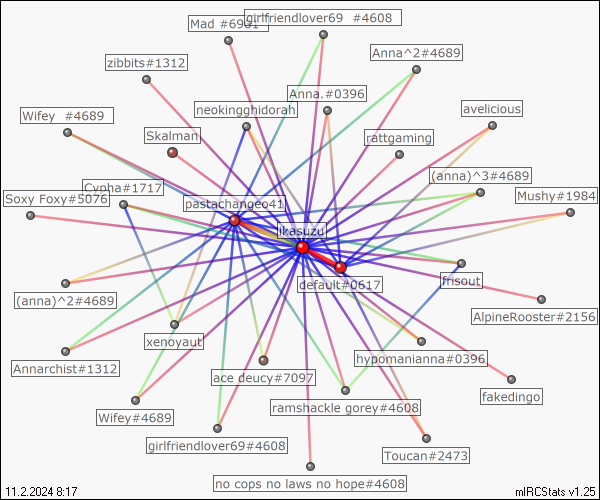 Mad #6981
girlfriendlover69 #4608
zibbits#1312
Anna^2#4689
Anna.#0396
neokingghidorah
avelicious
Wifey #4689
Skalman
rattgaming
(anna)^3#4689
Cypha#1717
Soxy Foxy#5076
Mushy#1984
pastachangeo41
jkasuzu
default#0617
frisout
(anna)^2#4689
AlpineRooster#2156
xenoyaut
hypomanianna#0396
Annarchist#1312
ace deucy#7097
fakedingo
ramshackle gorey#4608
Wifey#4689
girlfriendlover69#4608
Toucan#2473
no cops no laws no hope#4608
11.2.2024 8:17
mIRCStats v1.25